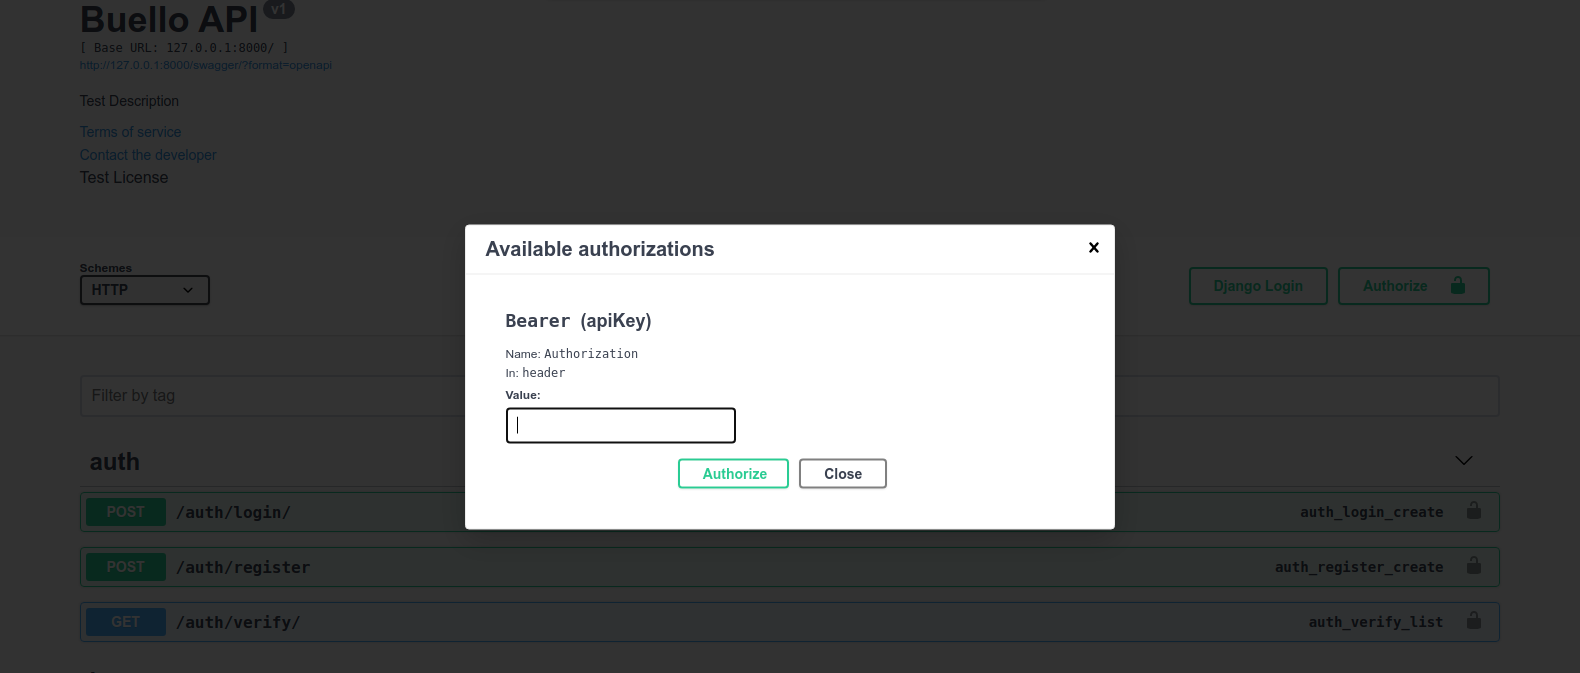 Buello API v1
[ Base URL: 127.0.0.1:8000/ ]
http://127.0.0.1:8000/swagger/?format=openapi
Test Description
Terms of service
Contact the developer
Test License
Schemes
HTTP
Django Login
Authorize
Available authorizations
Bearer (apiKey)
Name: Authorization
In: header
Value:
Authorize
Close
Filter by tag
auth
POST /auth/login/ auth_login_create
POST /auth/register auth_register_create
GET /auth/verify/ auth_verify_list